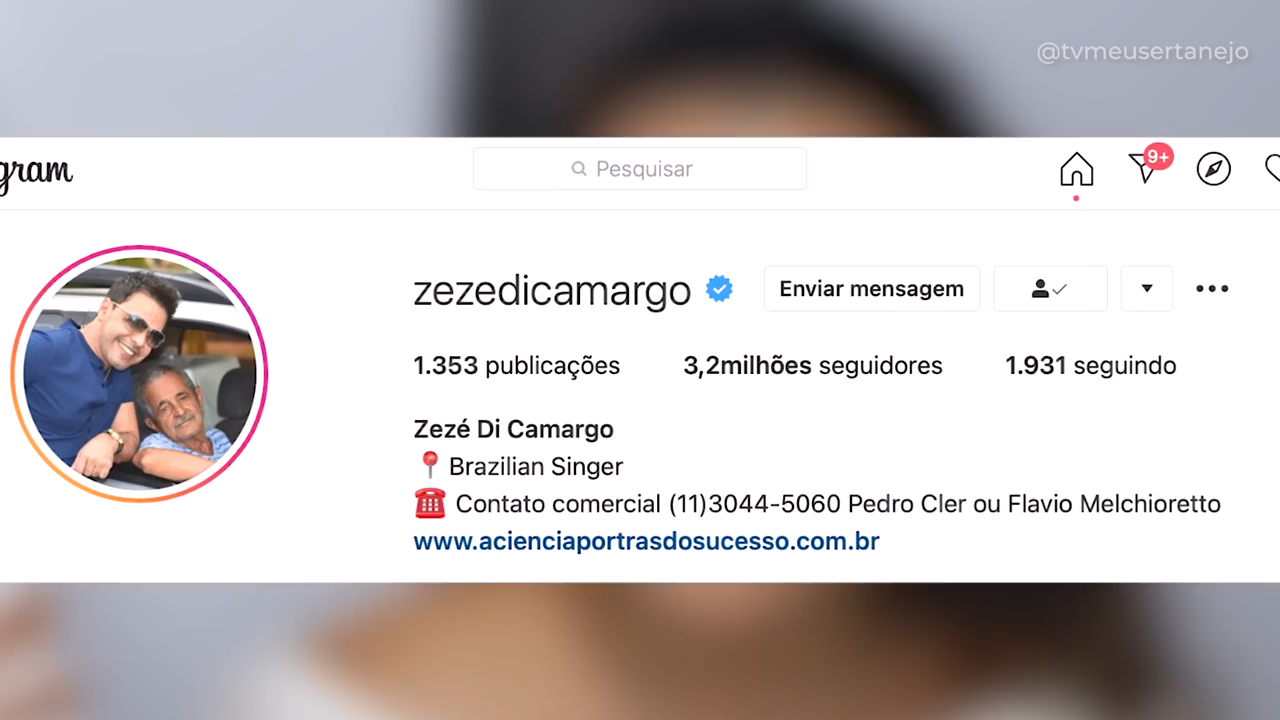 @tvmeusertanejo
gram
Pesquisar
9+
zezedicamargo
Enviar mensagem
1.353 publicações 3,2milhões seguidores 1.931 seguindo
Zezé Di Camargo
Brazilian Singer
Contato comercial (11)3044-5060 Pedro Cler ou Flavio Melchioretto
www.acienciaportrasdosucesso.com.br